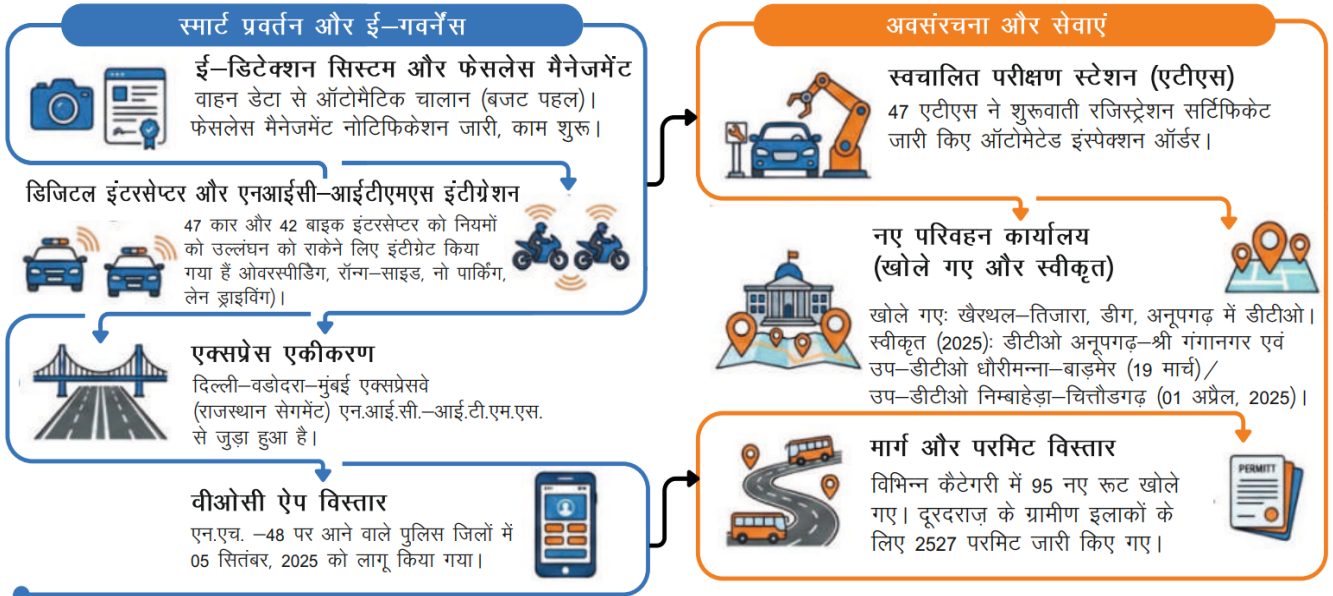 स्मार्ट प्रवर्तन और ई–गवर्नेंस
ई–डिटेक्शन सिस्टम और फेसलेस मैनेजमेंट
वाहन डेटा से ऑटोमैटिक चालान (बजट पहल)।
फेसलेस मैनेजमेंट नोटिफिकेशन जारी, काम शुरू।
डिजिटल इंटरसेप्टर और एनआईसी–आईटीएमएस इंटीग्रेशन
47 कार और 42 बाइक इंटरसेप्टर को नियमों
को उल्लंघन को राकेने लिए इंटीग्रेट किया
गया हैं ओवरस्पीडिंग, रॉन्ग–साइड, नो पार्किंग,
लेन ड्राइविंग)।
एक्सप्रेस एकीकरण
दिल्ली–वडोदरा–मुंबई एक्सप्रेसवे
(राजस्थान सेगमेंट) एन.आई.सी.–आई.टी.एम.एस.
से जुड़ा हुआ है।
वीओसी ऐप विस्तार
एन.एच. –48 पर आने वाले पुलिस जिलों में
05 सितंबर, 2025 को लागू किया गया।
अवसंरचना और सेवाएं
स्वचालित परीक्षण स्टेशन (एटीएस)
47 एटीएस ने शुरूवाती रजिस्ट्रेशन सर्टिफिकेट
जारी किए ऑटोमेटेड इंस्पेक्शन ऑर्डर।
नए परिवहन कार्यालय
(खोले गए और स्वीकृत)
खोले गएः खैरथल–तिजारा, डीग, अनूपगढ़ में डीटीओ।
स्वीकृत (2025)ः डीटीओ अनूपगढ़–श्री गंगानगर एवं
उप–डीटीओ धौरीमन्ना–बाड़मेर (19 मार्च)/
उप–डीटीओ निम्बाहेड़ा–चित्तौडगढ़ (01 अप्रैल, 2025)।
मार्ग और परमिट विस्तार
विभिन्न कैटेगरी में 95 नए रूट खोले
गए। दूरदराज़ के ग्रामीण इलाकों के
लिए 2527 परमिट जारी किए गए।
PERMITT